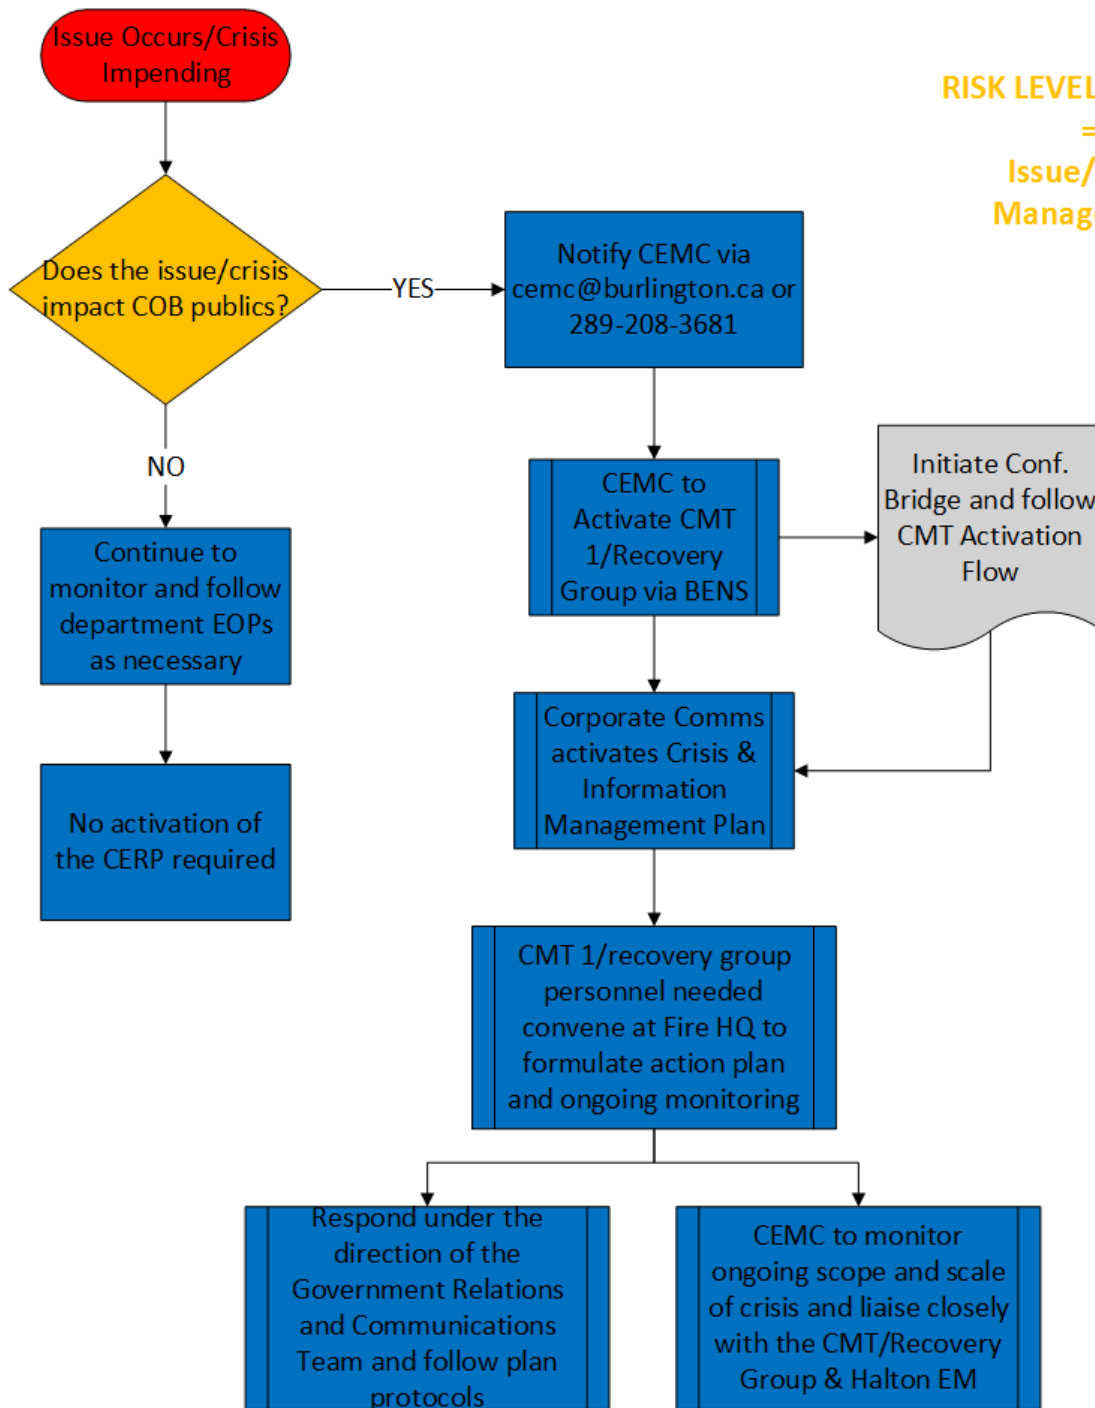 Issue Occurs/Crisis
Impending
RISK LEVEL
=
Issue/
Manage
Does the issue/crisis
impact COB publics?
YES
Notify CEMC via
cemc@burlington.ca or
289-208-3681
NO
CEMC to
Activate CMT
1/Recovery
Group via BENS
Initiate Conf.
Bridge and follow
CMT Activation
Flow
Continue to
monitor and follow
department EOPs
as necessary
Corporate Comms
activates Crisis &
Information
Management Plan
No activation of
the CERP required
CMT 1/recovery group
personnel needed
convene at Fire HQ to
formulate action plan
and ongoing monitoring
Respond under the
direction of the
Government Relations
and Communications
Team and follow plan
protocols
CEMC to monitor
ongoing scope and scale
of crisis and liaise closely
with the CMT/Recovery
Group & Halton EM